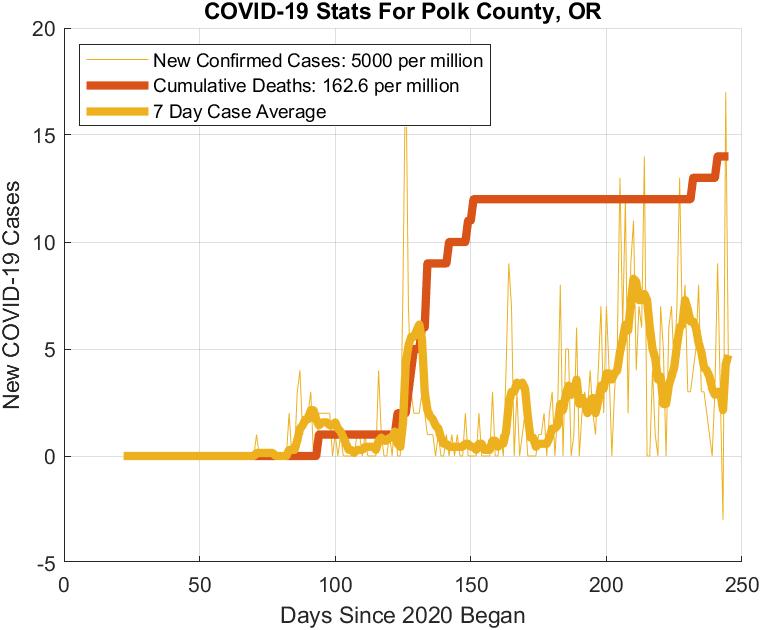 COVID-19 Stats For Polk County, OR
New Confirmed Cases: 5000 per million
Cumulative Deaths: 162.6 per million
7 Day Case Average
New COVID-19 Cases
20
15
10
5
0
-5
0 50 100 150 200 250
Days Since 2020 Began